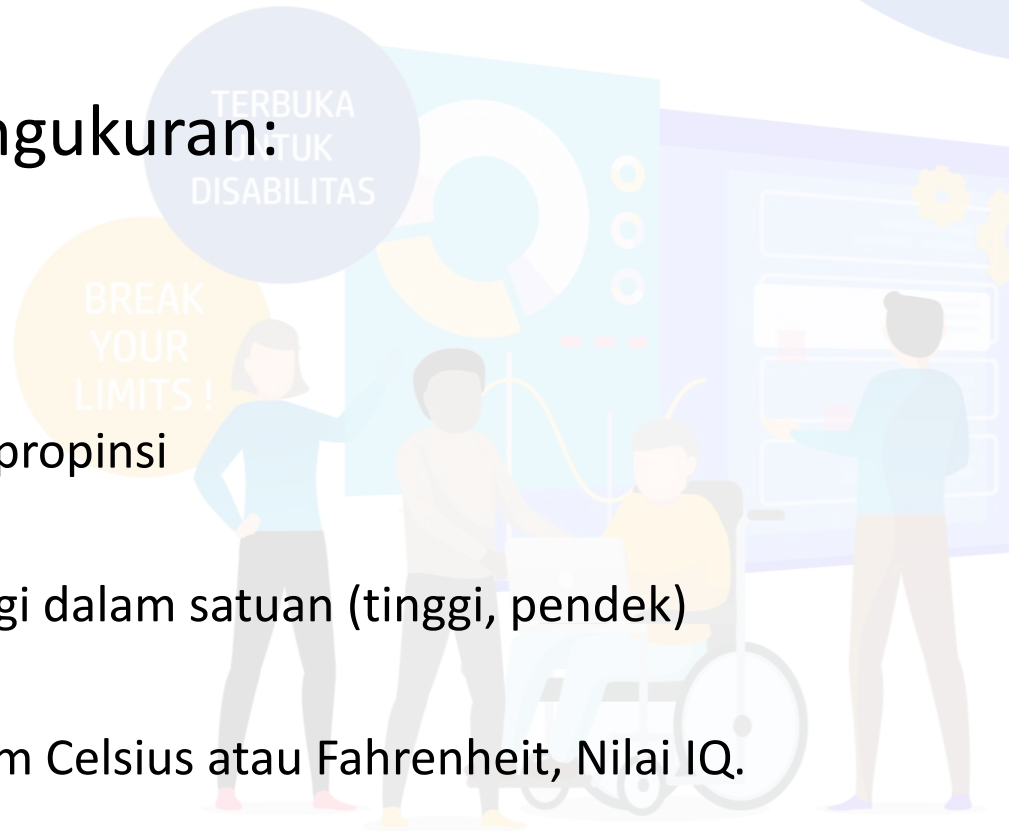 ngukuran:
TERBUKA
UNTUK
DISABILITAS
BREAK
YOUR
LIMITS !
propinsi
gi dalam satuan (tinggi, pendek)
m Celsius atau Fahrenheit, Nilai IQ.